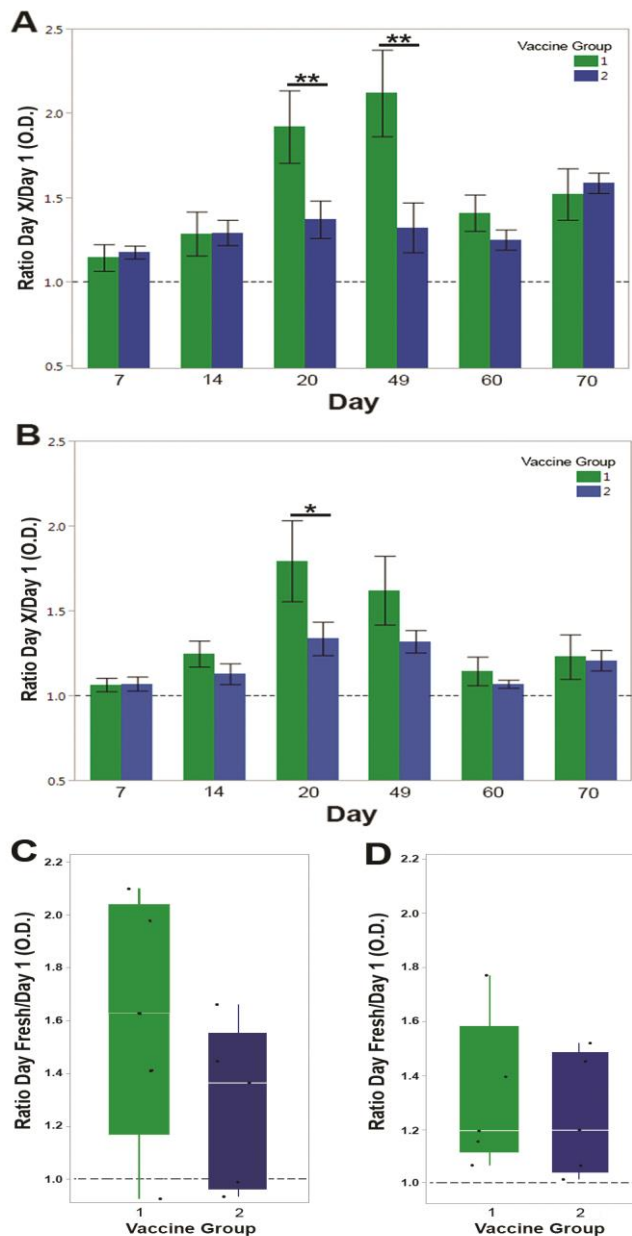 A
Ratio Day X/Day 1 (O.D.)
2.5
2.0
1.5
1.0
0.5
**
**
Vaccine Group
1
2
7 14 20 49 60 70
Day
B
Ratio Day X/Day 1 (O.D.)
2.5
2.0
1.5
1.0
0.5
*
Vaccine Group
1
2
7 14 20 49 60 70
Day
C
Ratio Day Fresh/Day 1 (O.D.)
2.2
2.0
1.8
1.6
1.4
1.2
1.0
1 2
Vaccine Group
D
Ratio Day Fresh/Day 1 (O.D.)
2.2
2.0
1.8
1.6
1.4
1.2
1.0
1 2
Vaccine Group